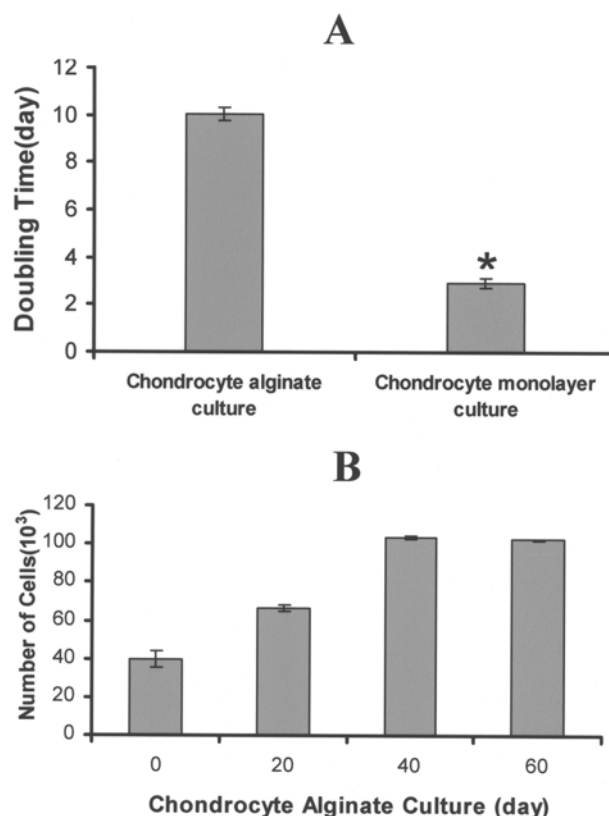 A
Doubling Time(day)
12
10
8
6
4
2
0
*
Chondrocyte alginate
culture
Chondrocyte monolayer
culture
B
Number of Cells(10³)
120
100
80
60
40
20
0
0
20
40
60
Chondrocyte Alginate Culture (day)